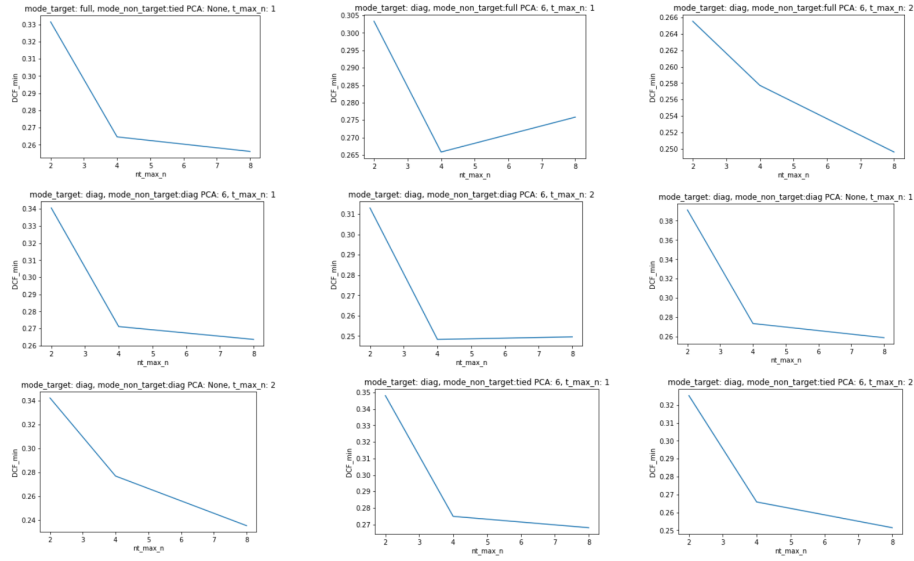 mode_target: full, mode_non_target:tied PCA: None, t_max_n: 1
0.33
0.32
0.31
0.30
0.29
0.28
0.27
0.26
DCF_min
2 3 4 5 6 7 8
nt_max_n
mode_target: diag, mode_non_target:full PCA: 6, t_max_n: 1
0.305
0.300
0.295
0.290
0.285
0.280
0.275
0.270
0.265
DCF_min
2 3 4 5 6 7 8
nt_max_n
mode_target: diag, mode_non_target:full PCA: 6, t_max_n: 2
0.266
0.264
0.262
0.260
0.258
0.256
0.254
0.252
0.250
DCF_min
2 3 4 5 6 7 8
nt_max_n
mode_target: diag, mode_non_target:diag PCA: 6, t_max_n: 1
0.34
0.33
0.32
0.31
0.30
0.29
0.28
0.27
0.26
DCF_min
2 3 4 5 6 7 8
nt_max_n
mode_target: diag, mode_non_target:diag PCA: 6, t_max_n: 2
0.31
0.30
0.29
0.28
0.27
0.26
0.25
DCF_min
2 3 4 5 6 7 8
nt_max_n
mode_target: diag, mode_non_target:diag PCA: None, t_max_n: 1
0.38
0.36
0.34
0.32
0.30
0.28
0.26
DCF_min
2 3 4 5 6 7 8
nt_max_n
mode_target: diag, mode_non_target:diag PCA: None, t_max_n: 2
0.34
0.32
0.30
0.28
0.26
0.24
DCF_min
2 3 4 5 6 7 8
nt_max_n
mode_target: diag, mode_non_target:tied PCA: 6, t_max_n: 1
0.35
0.34
0.33
0.32
0.31
0.30
0.29
0.28
0.27
DCF_min
2 3 4 5 6 7 8
nt_max_n
mode_target: diag, mode_non_target:tied PCA: 6, t_max_n: 2
0.32
0.31
0.30
0.29
0.28
0.27
0.26
0.25
DCF_min
2 3 4 5 6 7 8
nt_max_n